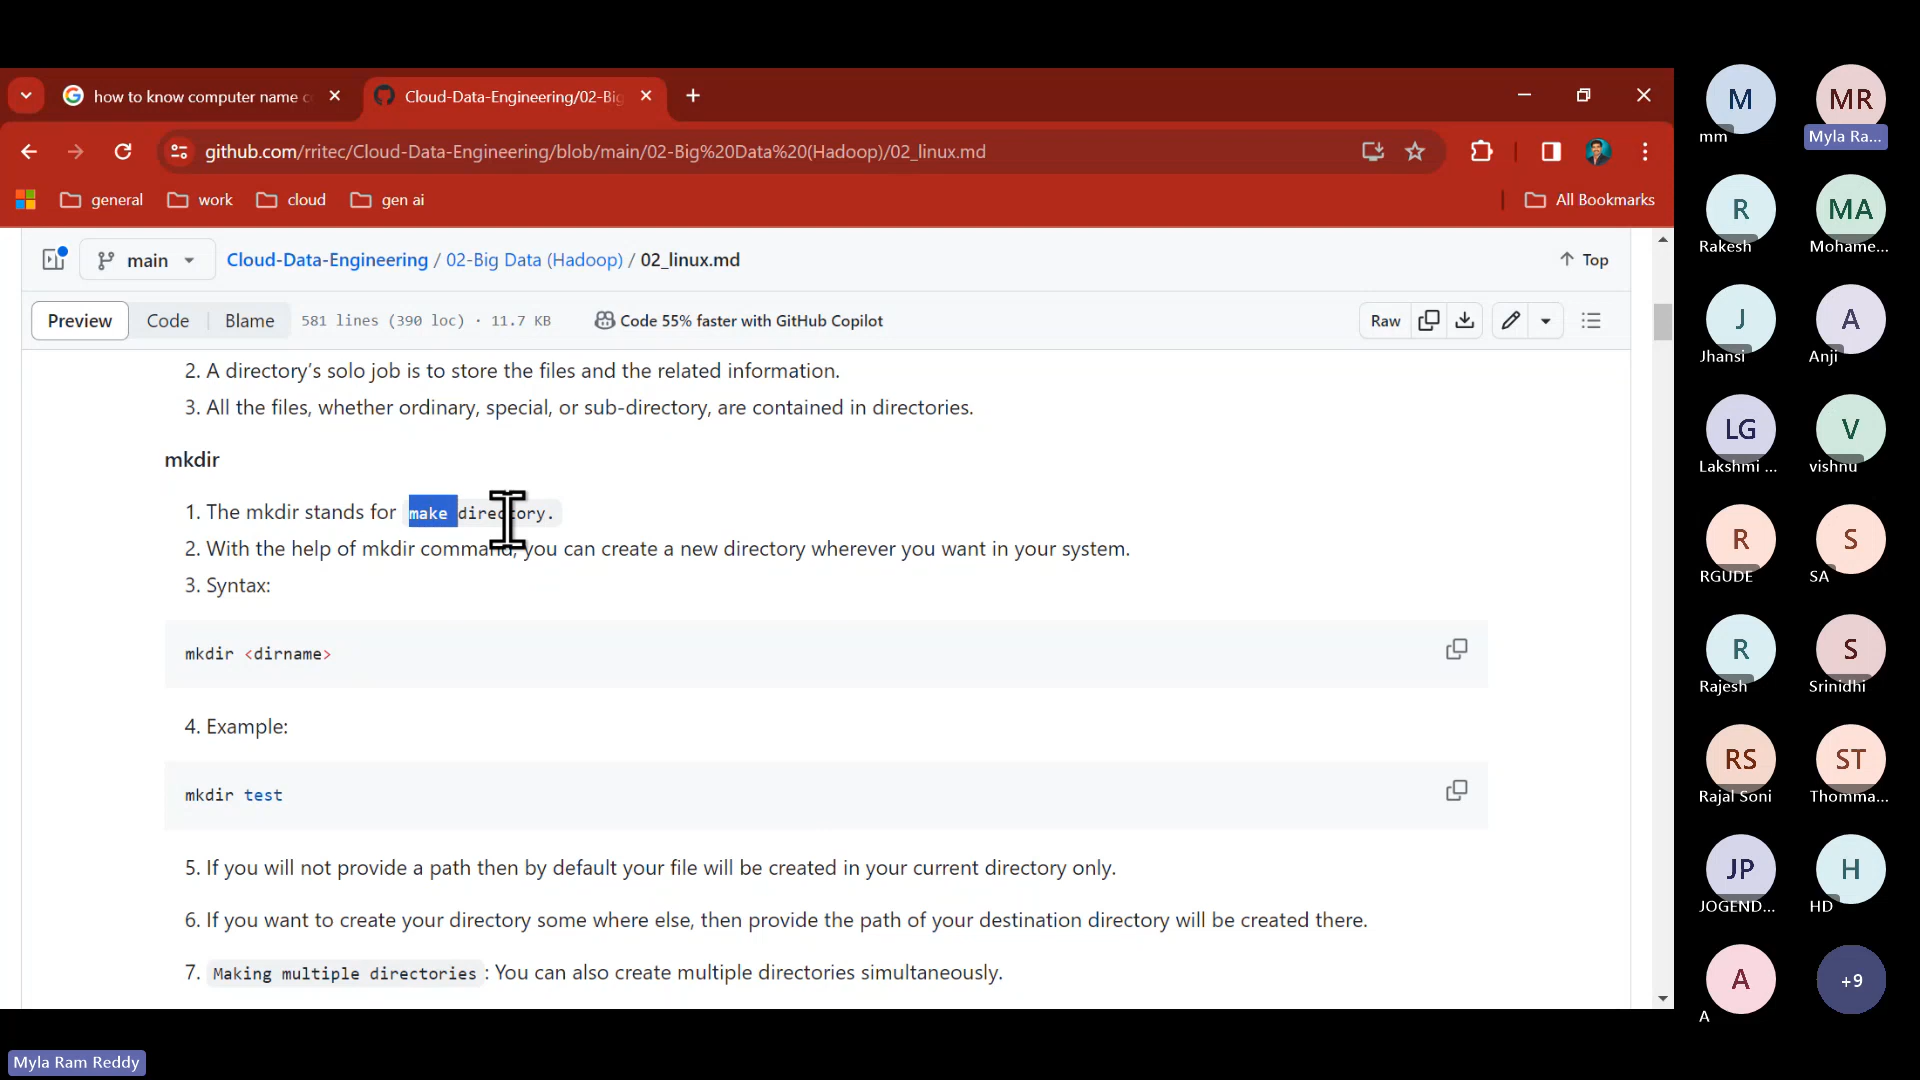 how to know computer name c
Cloud-Data-Engineering/02-Big
github.com/rritec/Cloud-Data-Engineering/blob/main/02-Big%20Data%20(Hadoop)/02_linux.md
general
work
cloud
gen ai
All Bookmarks
main
Cloud-Data-Engineering / 02-Big Data (Hadoop) / 02_linux.md
Top
Preview
Code
Blame
581 lines (390 loc) · 11.7 KB
Code 55% faster with GitHub Copilot
Raw
2. A directory’s solo job is to store the files and the related information.
3. All the files, whether ordinary, special, or sub-directory, are contained in directories.
mkdir
1. The mkdir stands for make directory.
2. With the help of mkdir command, you can create a new directory wherever you want in your system.
3. Syntax:
mkdir <dirname>
4. Example:
mkdir test
5. If you will not provide a path then by default your file will be created in your current directory only.
6. If you want to create your directory some where else, then provide the path of your destination directory will be created there.
7. Making multiple directories: You can also create multiple directories simultaneously.
M
mm
MR
Myla Ra...
R
Rakesh
MA
Mohame...
J
Jhansi
A
Anji
LG
Lakshmi ...
V
vishnu
R
RGUDE
S
SA
R
Rajesh
S
Srinidhi
RS
Rajal Soni
ST
Thomma...
JP
JOGEND...
H
HD
A
A
+9
Myla Ram Reddy